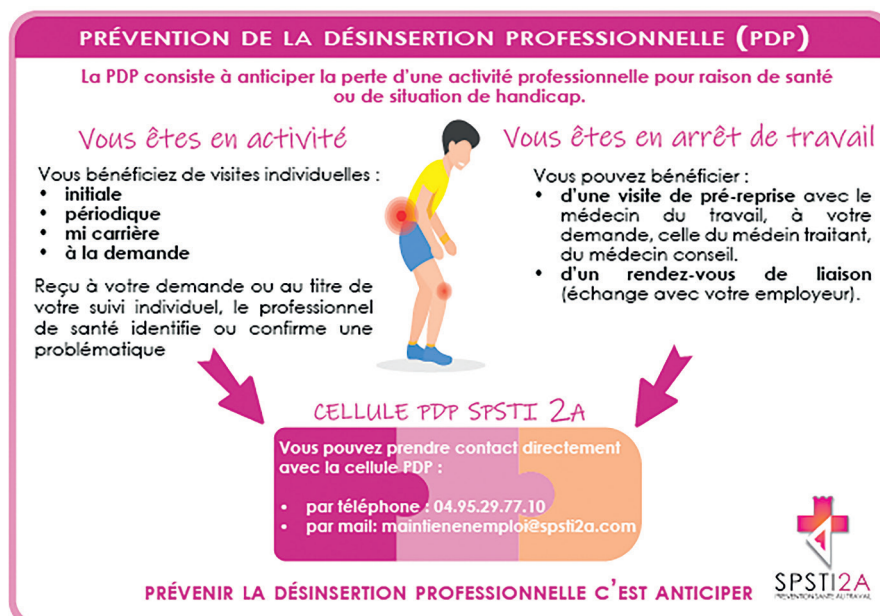 PRÉVENTION DE LA DÉSINSERTION PROFESSIONNELLE (PDP)
La PDP consiste à anticiper la perte d'une activité professionnelle pour raison de santé
ou de situation de handicap.
Vous êtes en activité
Vous bénéficiez de visites individuelles :
• initiale
• périodique
• mi carrière
• à la demande
Reçu à votre demande ou au titre de
votre suivi individuel, le professionnel
de santé identifie ou confirme une
problématique
Vous êtes en arrêt de travail
Vous pouvez bénéficier :
• d'une visite de pré-reprise avec le
médecin du travail, à votre
demande, celle du médein traitant,
du médecin conseil.
• d'un rendez-vous de liaison
(échange avec votre employeur).
CELLULE PDP SPSTI 2A
Vous pouvez prendre contact directement
avec la cellule PDP :
• par téléphone : 04.95.29.77.10
• par mail: maintienenemploi@spsti2a.com
PRÉVENIR LA DÉSINSERTION PROFESSIONNELLE C'EST ANTICIPER
SPSTI2A
PRÉVENTION SANTÉ AU TRAVAIL